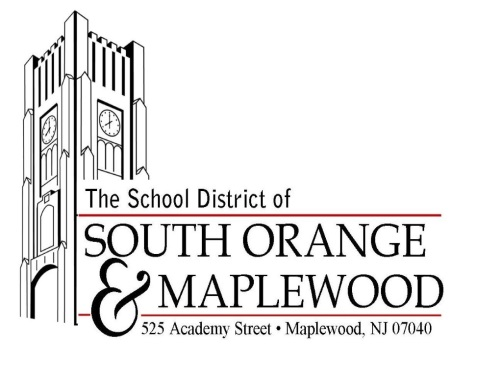 The School District of
SOUTH ORANGE
& MAPLEWOOD
525 Academy Street • Maplewood, NJ 07040